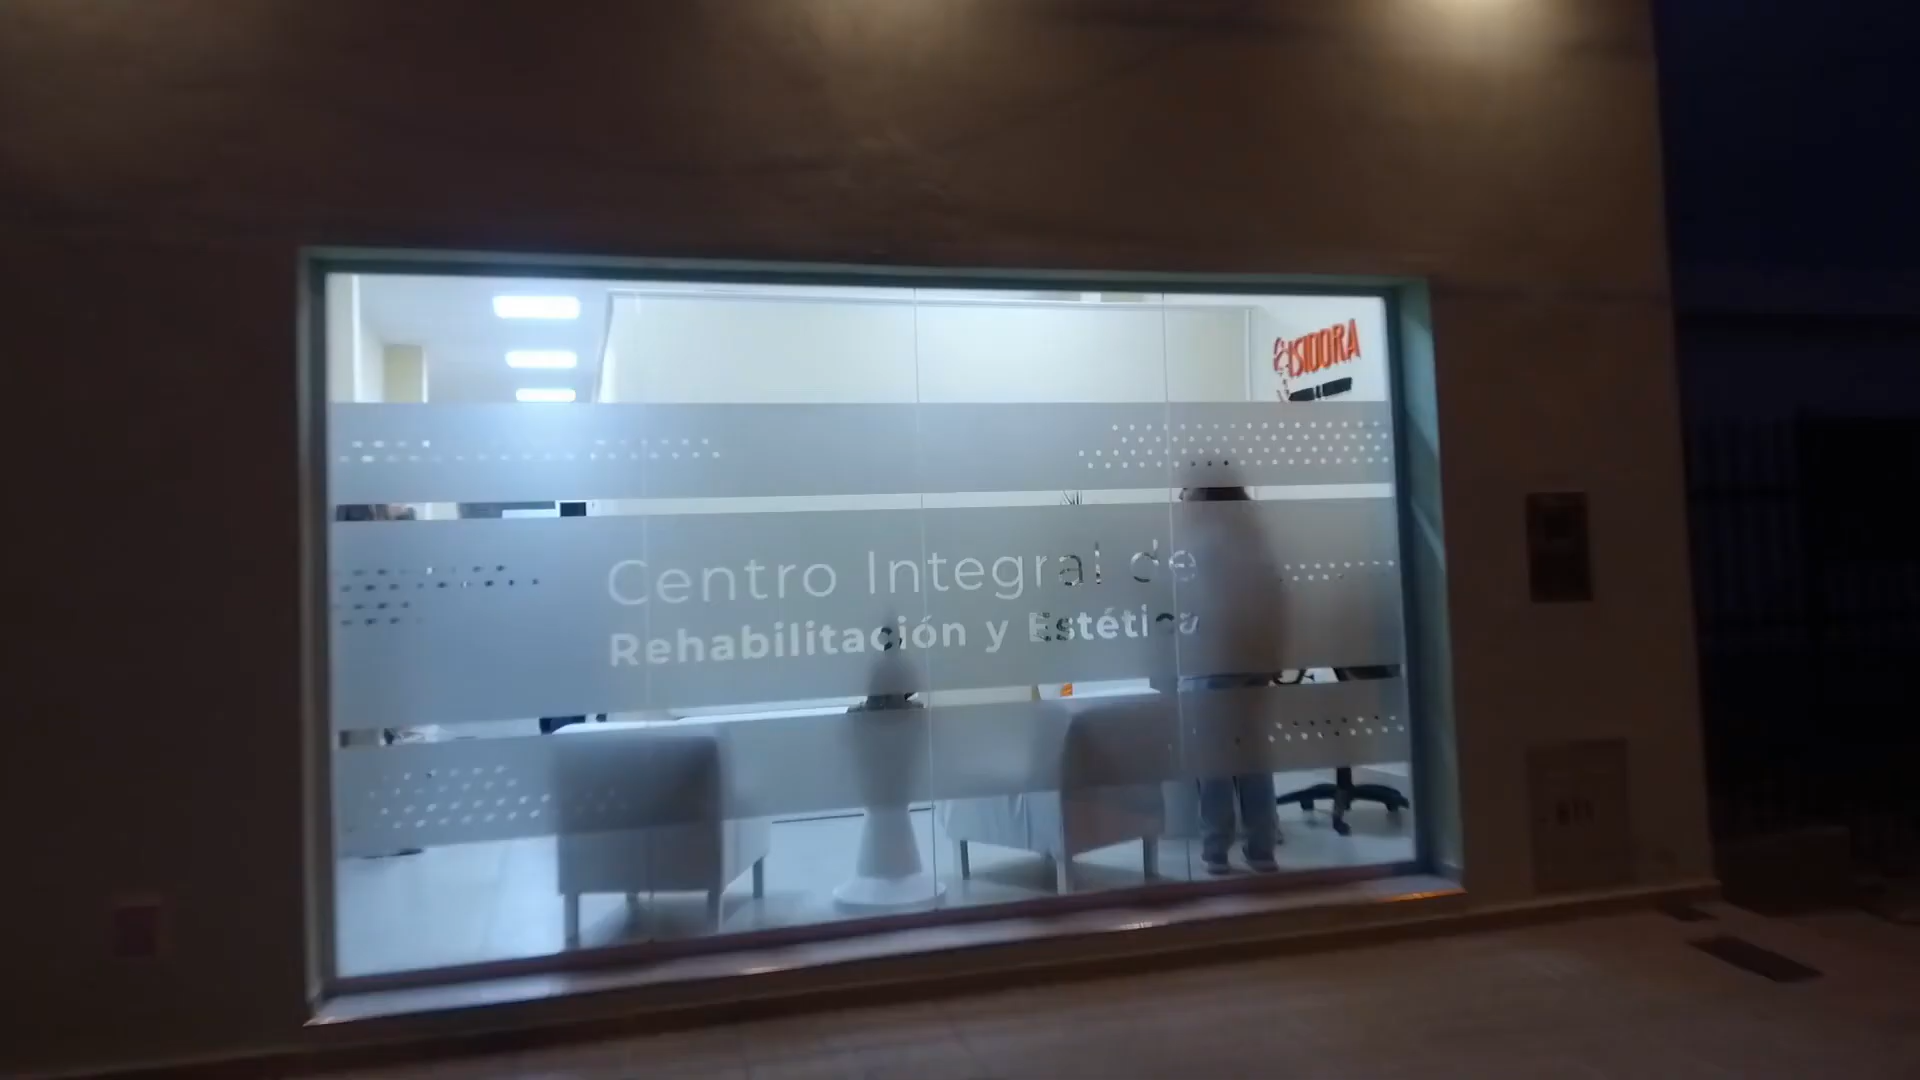 ISIDORA
Centro Integral de
Rehabilitación y Estética